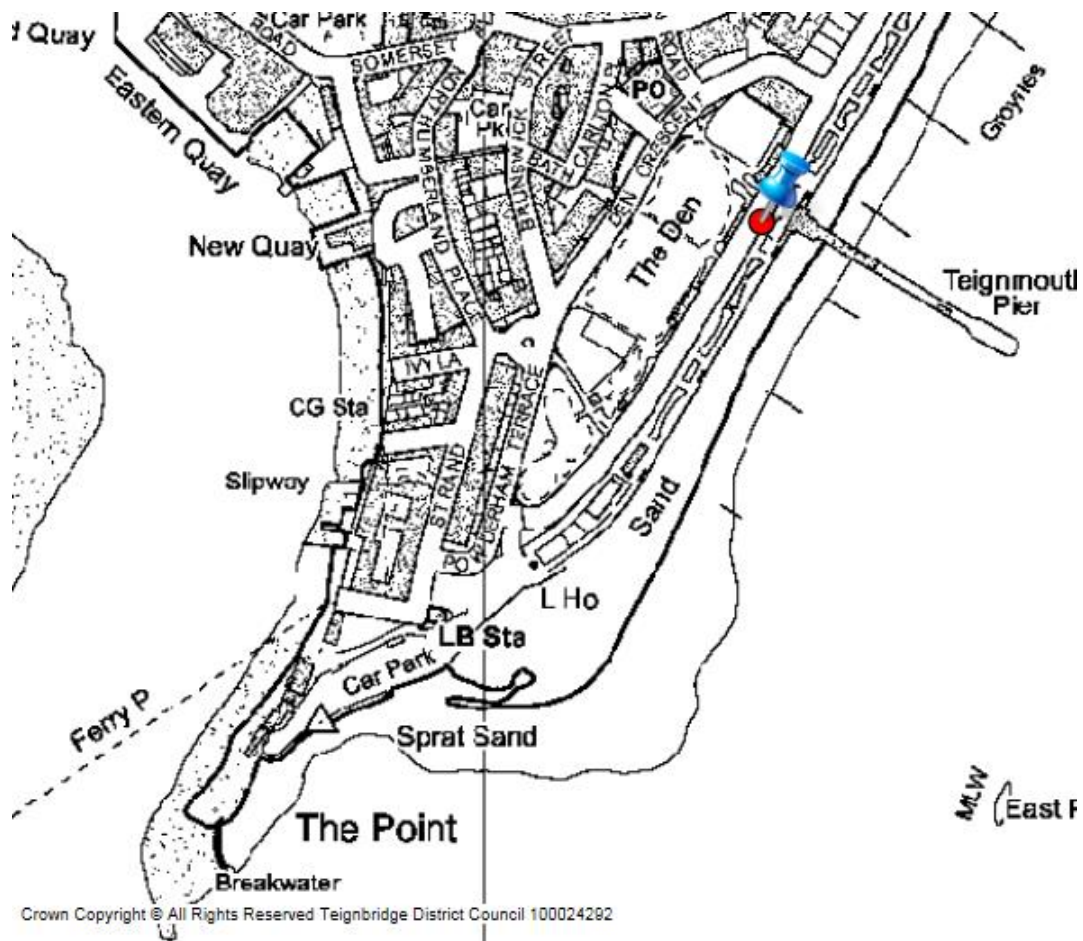 Car Park
d Quay
SOMERSET
ROAD
STREET
ROAD
PO
Car
Pk
Eastern Quay
Groynes
CARLTON
BATH
BRUNSWICK
DEN CRESCENT
PLACE
New Quay
The Den
Teignmouth
Pier
IVY LA
CG Sta
TERRACE
STRAND
Slipway
Sand
L Ho
LB Sta
Car Park
Ferry P
Sprat Sand
MLW
East
The Point
Breakwater
Crown Copyright © All Rights Reserved Teignbridge District Council 100024292